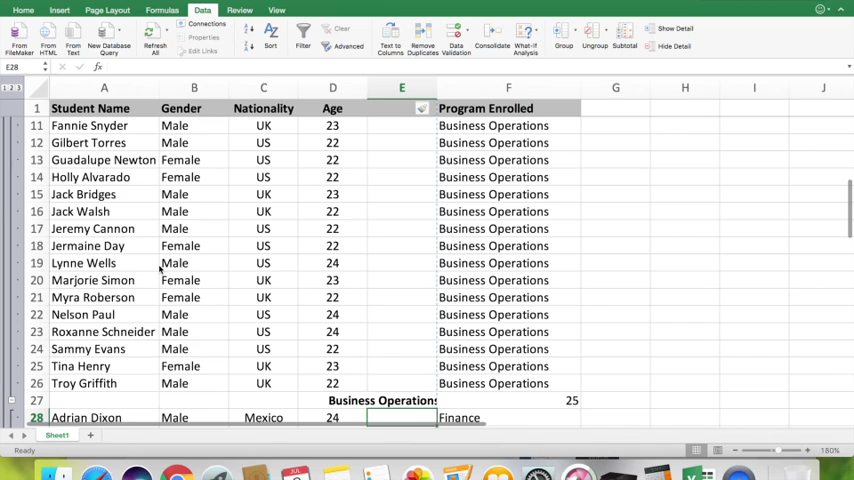 Home Insert Page Layout Formulas Data Review View
From FileMaker From HTML From Text New Database Query Refresh All Connections Properties Edit Links Sort Filter Clear Advanced Text to Columns Remove Duplicates Data Validation Consolidate What-If Analysis Group Ungroup Subtotal Show Detail Hide Detail
E28 fx
1 2 3 A B C D E F G H J
1 Student Name Gender Nationality Age Program Enrolled
11 Fannie Snyder Male UK 23 Business Operations
12 Gilbert Torres Male US 22 Business Operations
13 Guadalupe Newton Female US 22 Business Operations
14 Holly Alvarado Female US 22 Business Operations
15 Jack Bridges Male UK 23 Business Operations
16 Jack Walsh Male UK 22 Business Operations
17 Jeremy Cannon Male US 22 Business Operations
18 Jermaine Day Female US 22 Business Operations
19 Lynne Wells Male US 24 Business Operations
20 Marjorie Simon Female UK 23 Business Operations
21 Myra Roberson Female UK 22 Business Operations
22 Nelson Paul Male US 24 Business Operations
23 Roxanne Schneider Male US 24 Business Operations
24 Sammy Evans Male US 22 Business Operations
25 Tina Henry Female UK 23 Business Operations
26 Troy Griffith Male UK 22 Business Operations
27 Business Operations 25
28 Adrian Dixon Male Mexico 24 Finance
Sheet1
Ready 180%